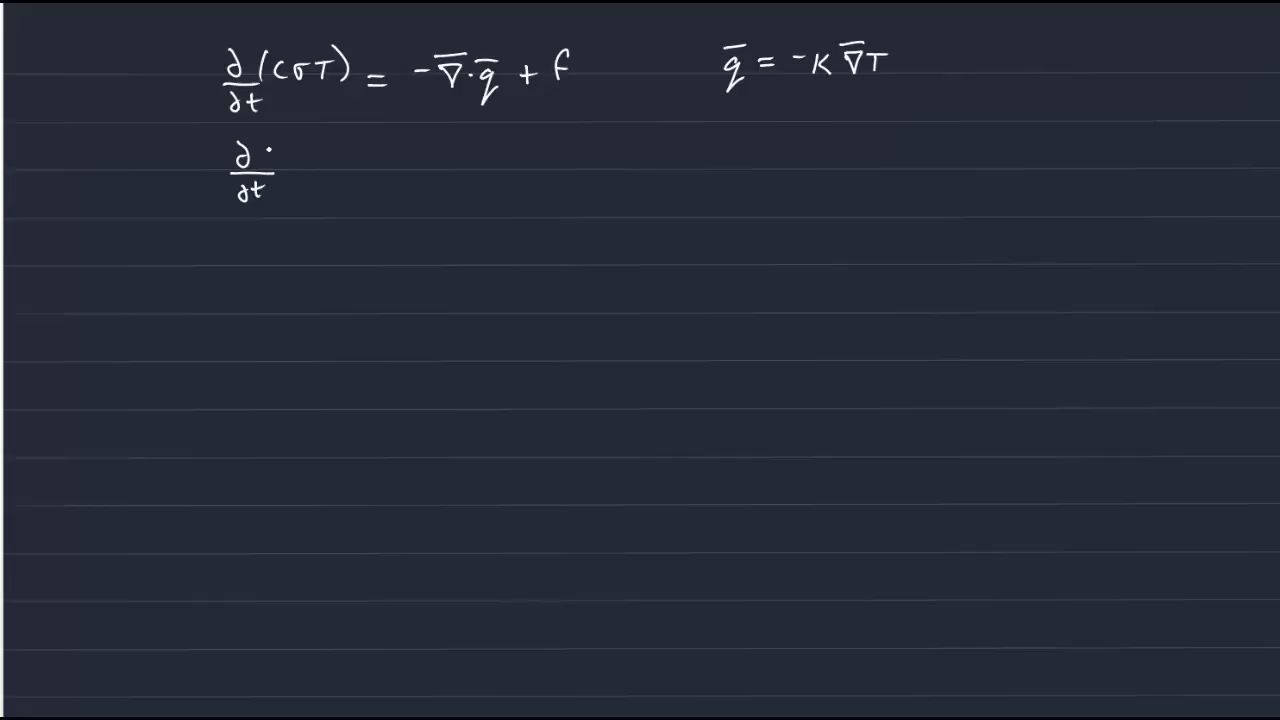 ∂/∂t (cσT) = -∇̅·q̅ + f    q̅ = -K ∇̅T
∂ ·/∂t